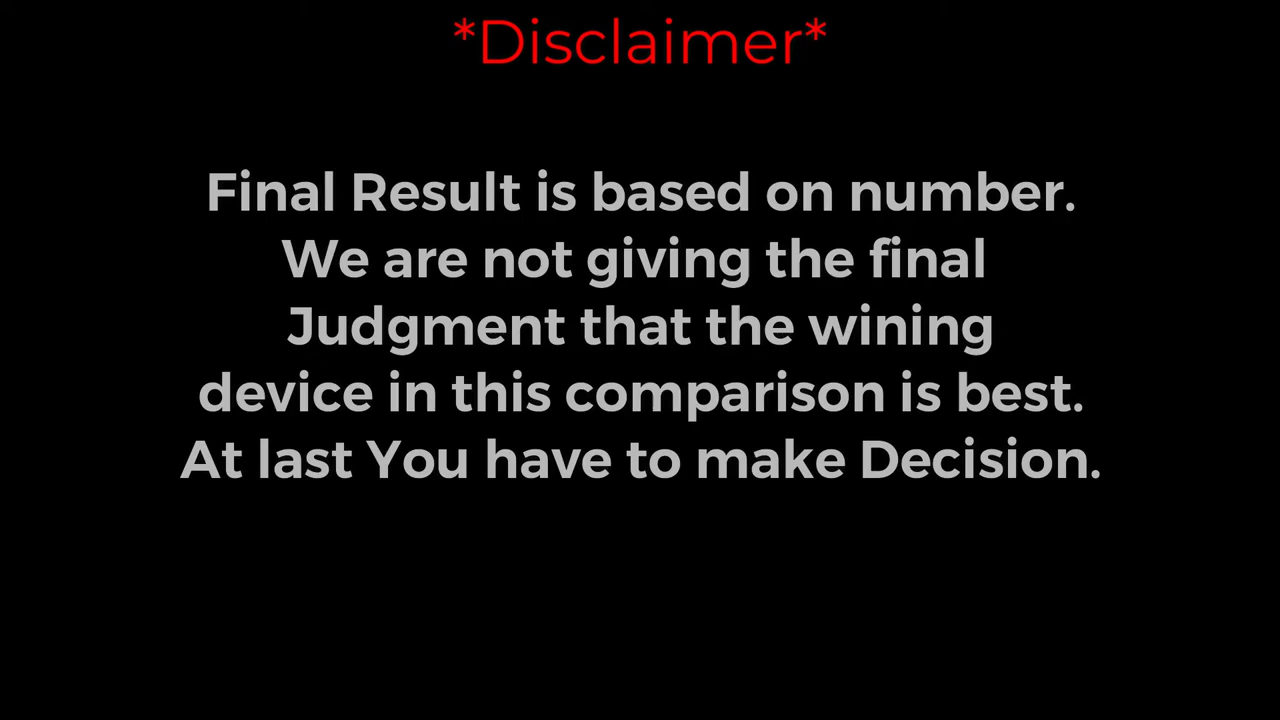 *Disclaimer*
Final Result is based on number.
We are not giving the final
Judgment that the wining
device in this comparison is best.
At last You have to make Decision.